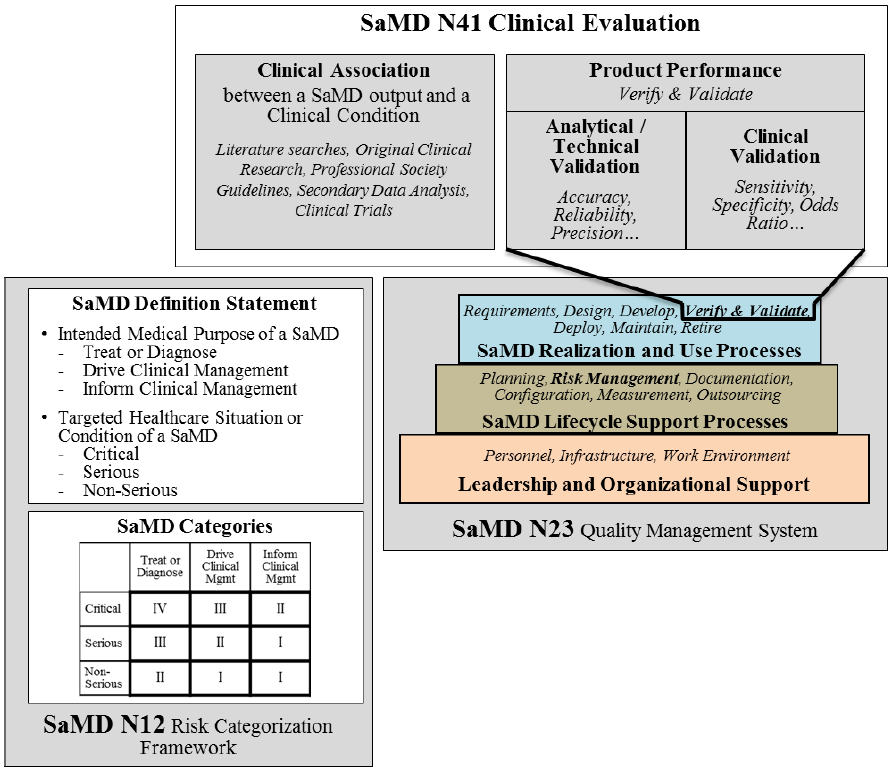 SaMD N41 Clinical Evaluation
Clinical Association
between a SaMD output and a
Clinical Condition
Literature searches, Original Clinical
Research, Professional Society
Guidelines, Secondary Data Analysis,
Clinical Trials
Product Performance
Verify & Validate
Analytical /
Technical
Validation
Accuracy,
Reliability,
Precision…
Clinical
Validation
Sensitivity,
Specificity, Odds
Ratio…
SaMD Definition Statement
• Intended Medical Purpose of a SaMD
- Treat or Diagnose
- Drive Clinical Management
- Inform Clinical Management
• Targeted Healthcare Situation or
Condition of a SaMD
- Critical
- Serious
- Non-Serious
SaMD Categories
Treat or
Diagnose
Drive
Clinical
Mgmt
Inform
Clinical
Mgmt
Critical IV III II
Serious III II I
Non-
Serious II I I
SaMD N12 Risk Categorization
Framework
Requirements, Design, Develop, Verify & Validate,
Deploy, Maintain, Retire
SaMD Realization and Use Processes
Planning, Risk Management, Documentation,
Configuration, Measurement, Outsourcing
SaMD Lifecycle Support Processes
Personnel, Infrastructure, Work Environment
Leadership and Organizational Support
SaMD N23 Quality Management System